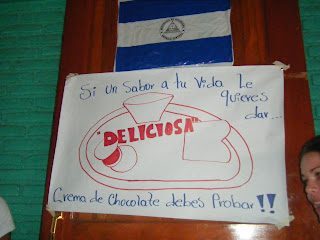 Si un Sabor a tu Vida Le
quieres
dar...
"DELICIOSA"
Crema de Chocolate debes Probar!!